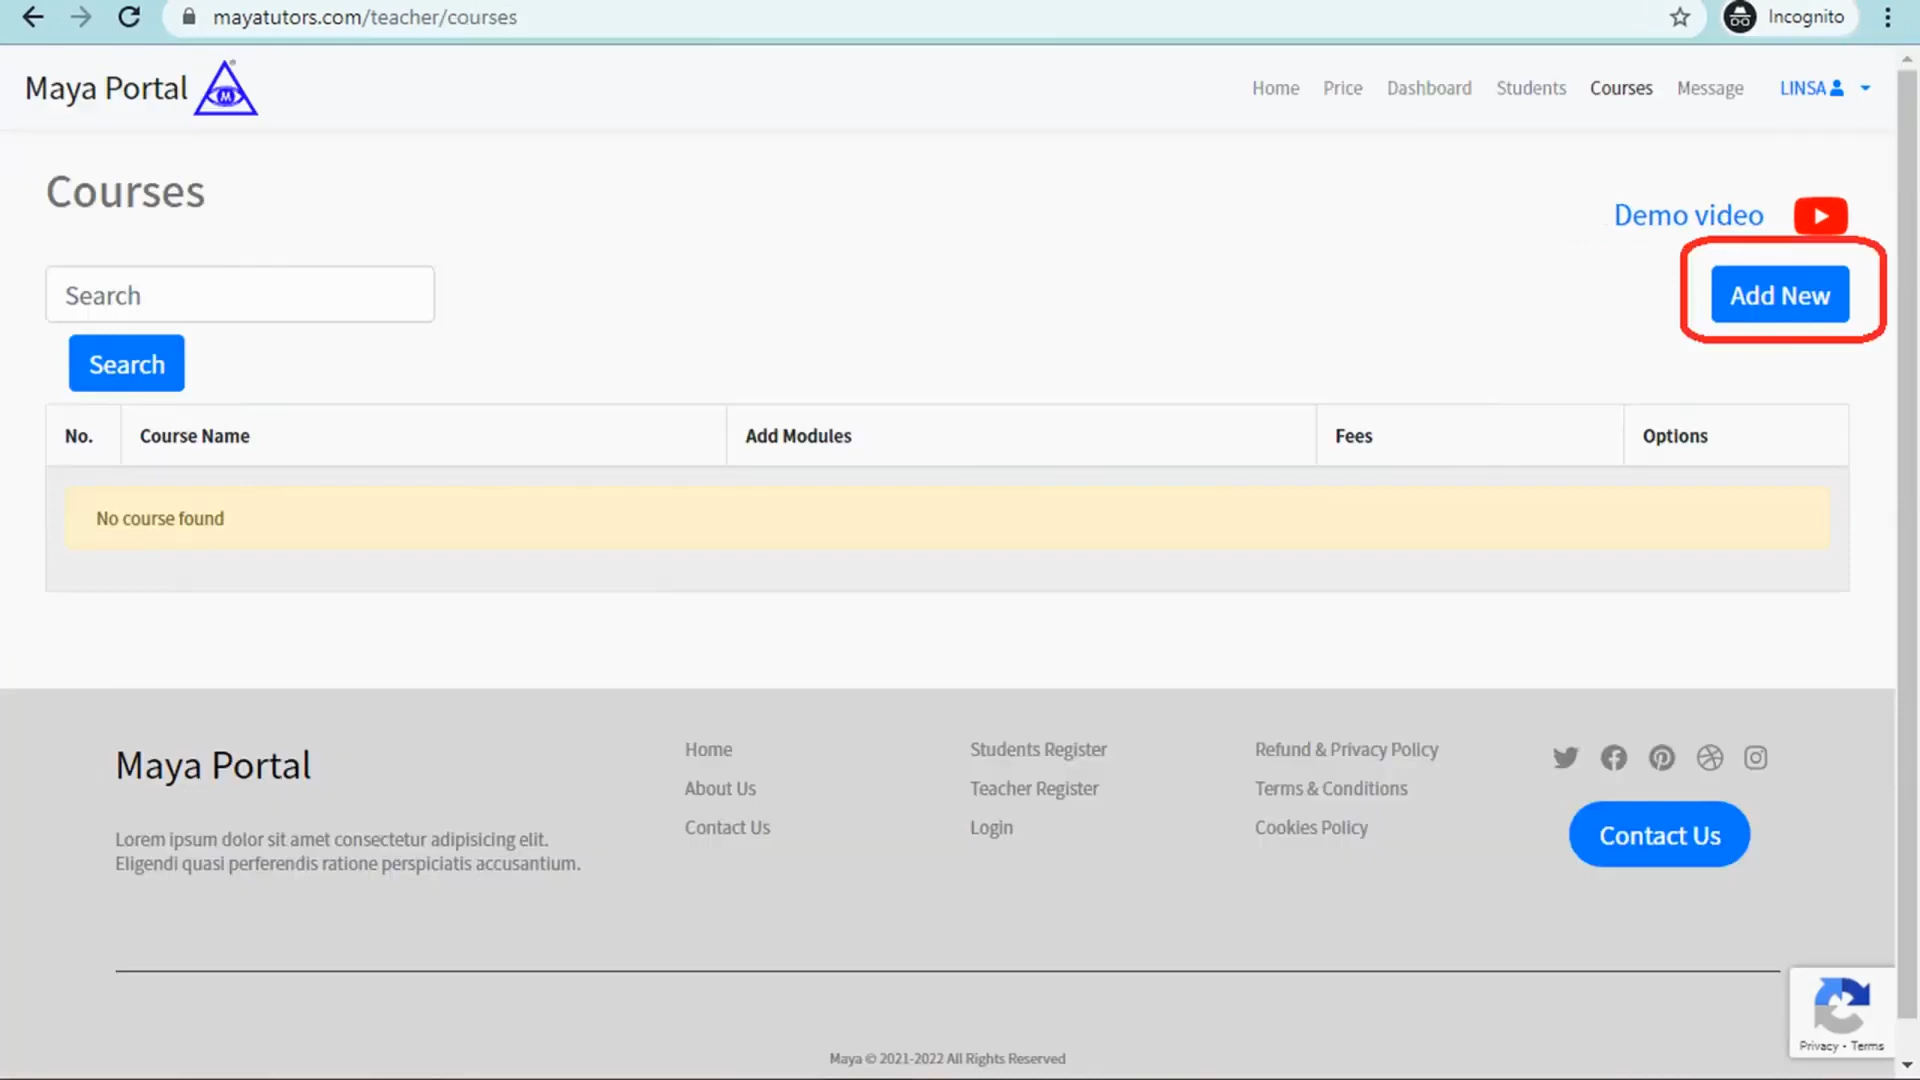 mayatutors.com/teacher/courses
Incognito
Maya Portal
M
Home Price Dashboard Students Courses Message LINSA
Courses
Demo video
Search
Add New
Search
No. Course Name Add Modules Fees Options
No course found
Maya Portal
Lorem ipsum dolor sit amet consectetur adipisicing elit.
Eligendi quasi perferendis ratione perspiciatis accusantium.
Home
About Us
Contact Us
Students Register
Teacher Register
Login
Refund & Privacy Policy
Terms & Conditions
Cookies Policy
Contact Us
Privacy - Terms
Maya © 2021-2022 All Rights Reserved